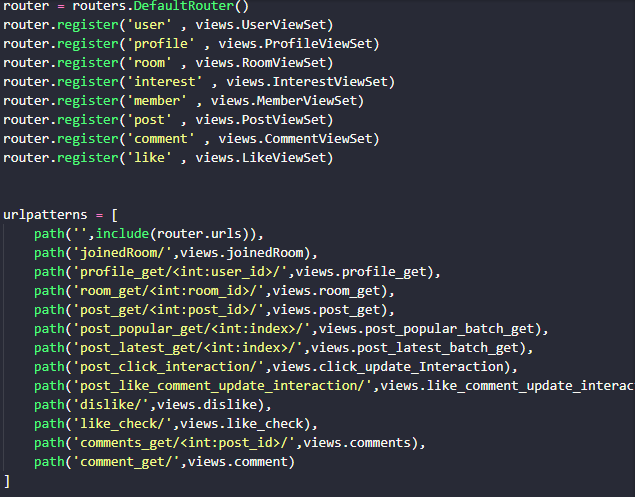 router = routers.DefaultRouter()
router.register('user' , views.UserViewSet)
router.register('profile' , views.ProfileViewSet)
router.register('room' , views.RoomViewSet)
router.register('interest' , views.InterestViewSet)
router.register('member' , views.MemberViewSet)
router.register('post' , views.PostViewSet)
router.register('comment' , views.CommentViewSet)
router.register('like' , views.LikeViewSet)
urlpatterns = [
path('',include(router.urls)),
path('joinedRoom/',views.joinedRoom),
path('profile_get/<int:user_id>/',views.profile_get),
path('room_get/<int:room_id>/',views.room_get),
path('post_get/<int:post_id>/',views.post_get),
path('post_popular_get/<int:index>/',views.post_popular_batch_get),
path('post_latest_get/<int:index>/',views.post_latest_batch_get),
path('post_click_interaction/',views.click_update_Interaction),
path('post_like_comment_update_interaction/',views.like_comment_update_interac
path('dislike/',views.dislike),
path('like_check/',views.like_check),
path('comments_get/<int:post_id>/',views.comments),
path('comment_get/',views.comment)
]